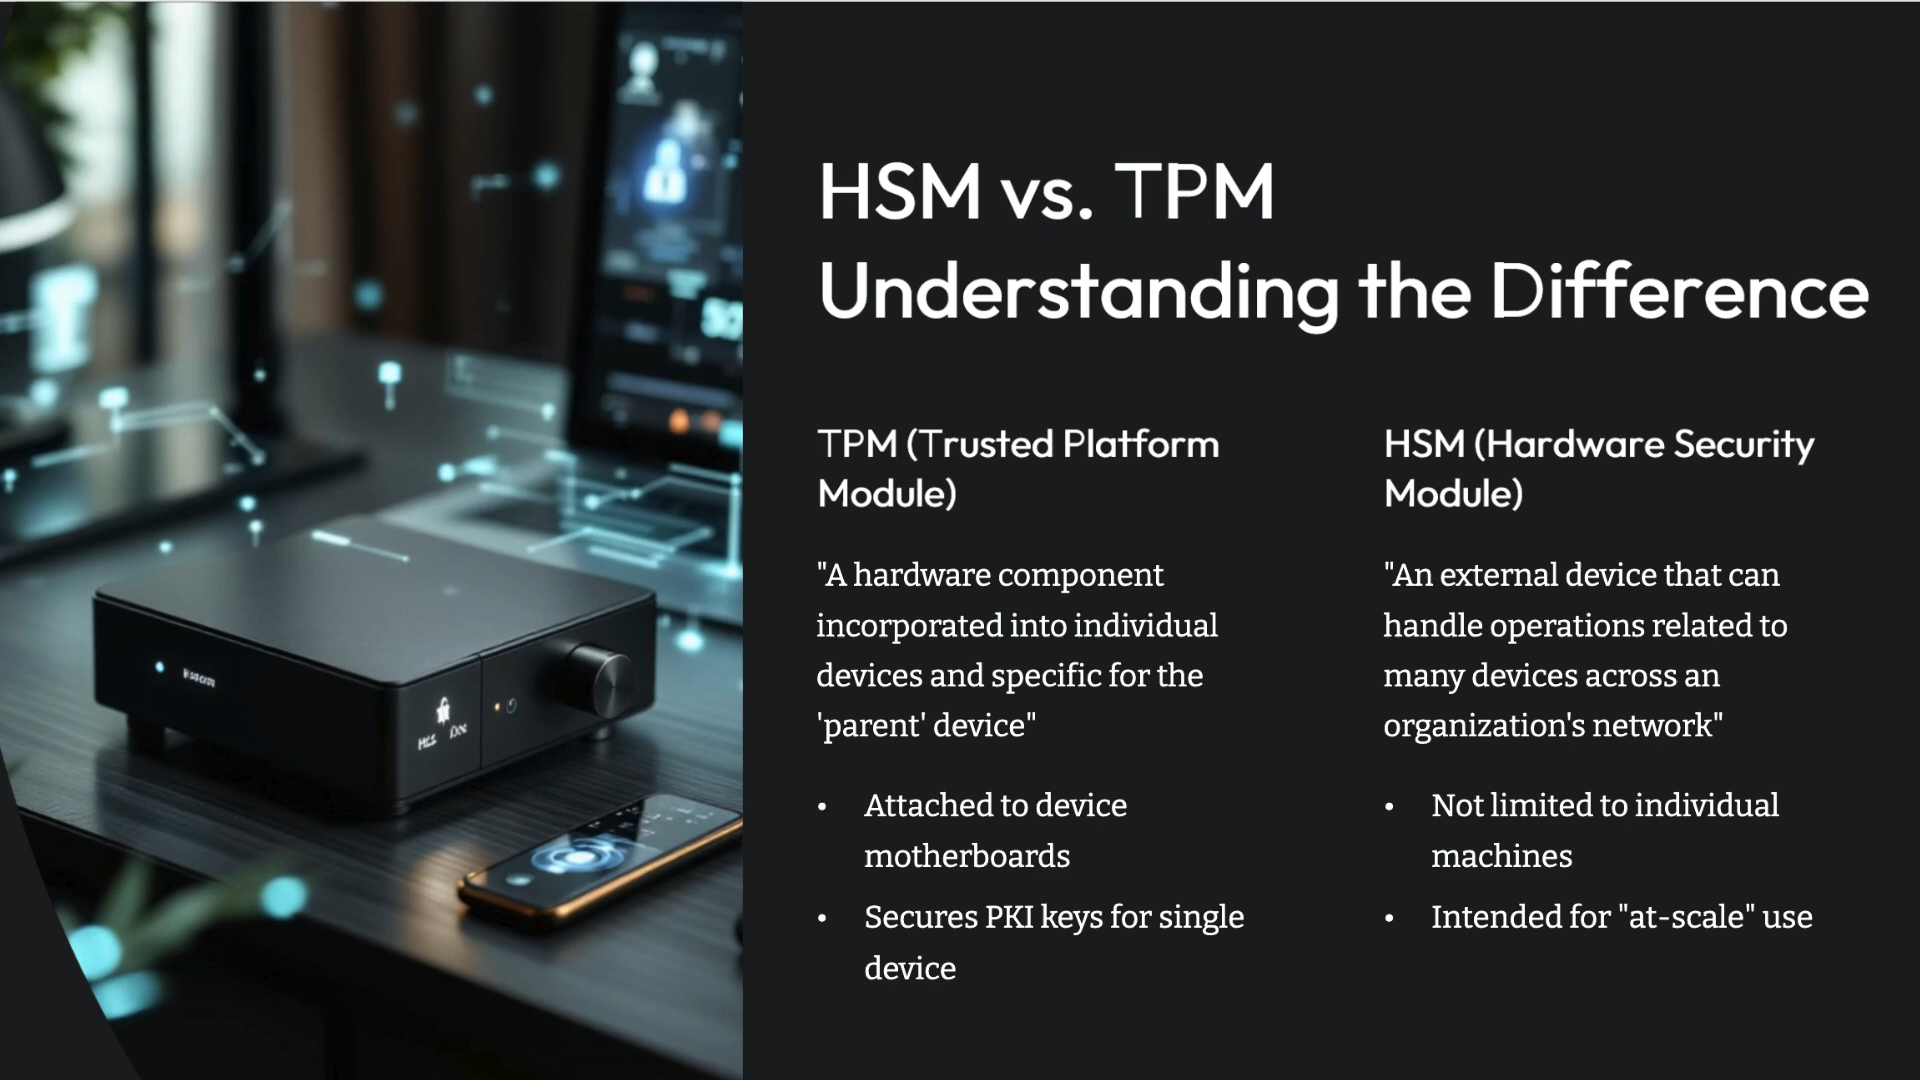 HSM vs. TPM
Understanding the Difference
TPM (Trusted Platform
Module)
"A hardware component
incorporated into individual
devices and specific for the
'parent' device"
• Attached to device
motherboards
• Secures PKI keys for single
device
HSM (Hardware Security
Module)
"An external device that can
handle operations related to
many devices across an
organization's network"
• Not limited to individual
machines
• Intended for "at-scale" use